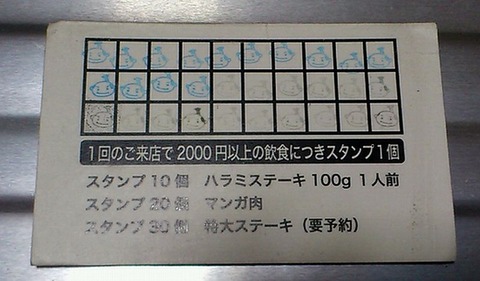 1回のご来店で2000円以上の飲食につきスタンプ1個
スタンプ10個 ハラミステーキ100g 1人前
スタンプ20個 マンガ肉
スタンプ30個 特大ステーキ（要予約）